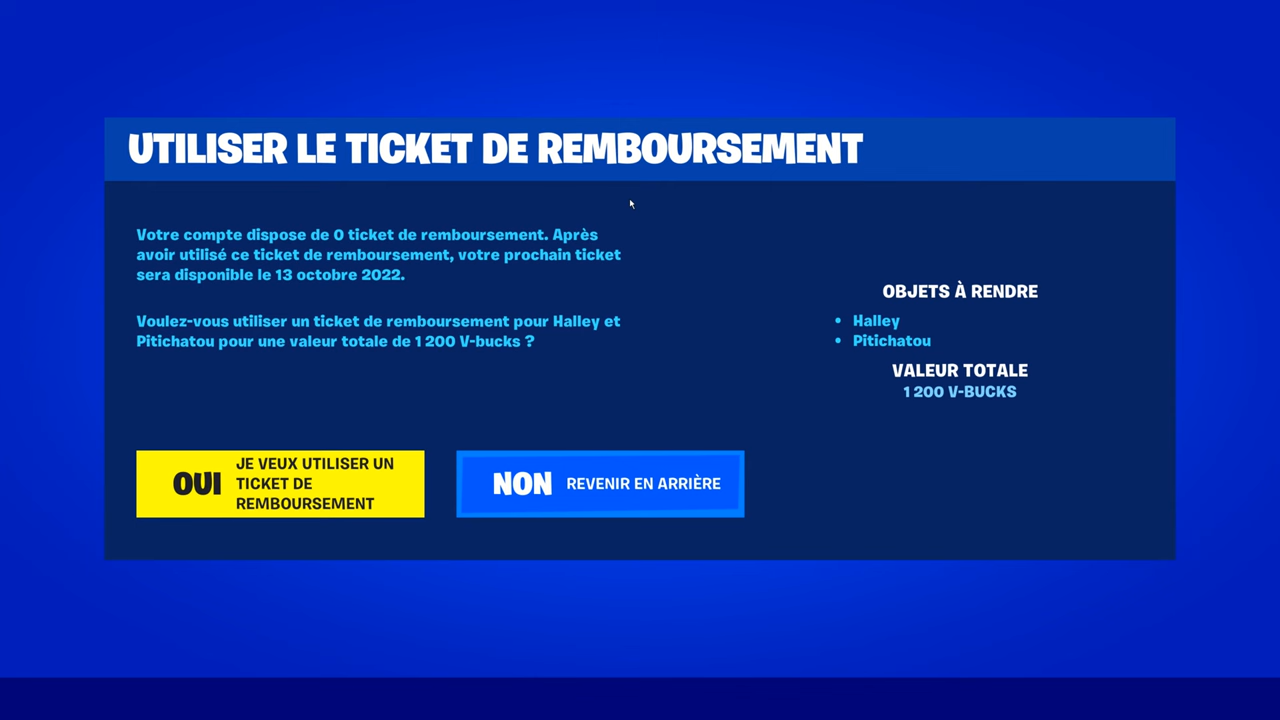 UTILISER LE TICKET DE REMBOURSEMENT
Votre compte dispose de 0 ticket de remboursement. Après
avoir utilisé ce ticket de remboursement, votre prochain ticket
sera disponible le 13 octobre 2022.
Voulez-vous utiliser un ticket de remboursement pour Halley et
Pitichatou pour une valeur totale de 1 200 V-bucks ?
OBJETS À RENDRE
• Halley
• Pitichatou
VALEUR TOTALE
1 200 V-BUCKS
OUI
JE VEUX UTILISER UN
TICKET DE
REMBOURSEMENT
NON REVENIR EN ARRIÈRE